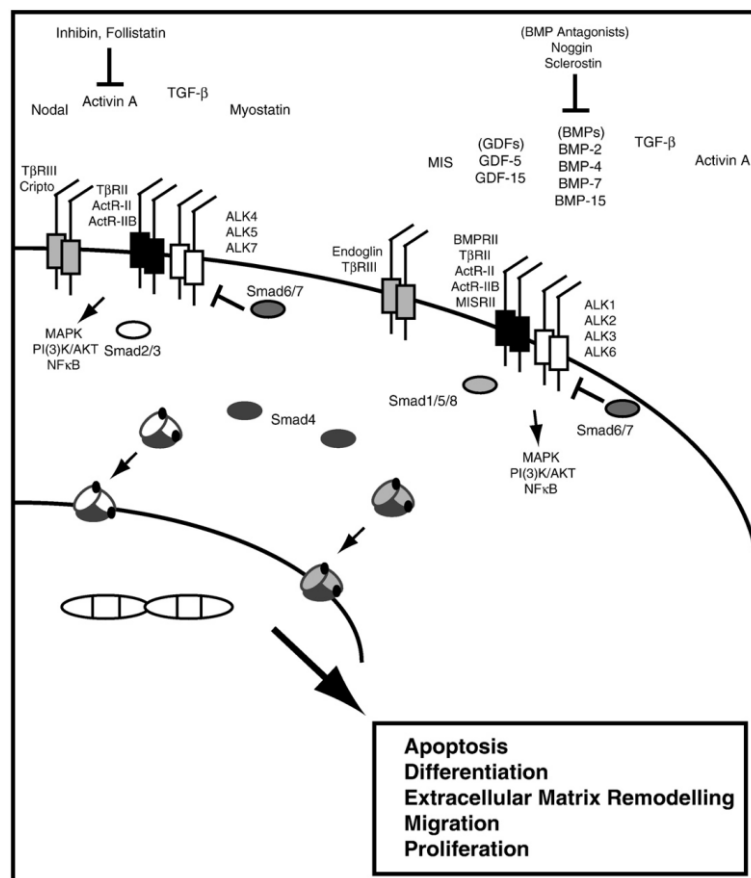 Inhibin, Follistatin
Nodal
Activin A
TGF-β
Myostatin
(BMP Antagonists)
Noggin
Sclerostin
MIS
(GDFs)
GDF-5
GDF-15
(BMPs)
BMP-2
BMP-4
BMP-7
BMP-15
TGF-β
Activin A
TβRIII
Cripto
TβRII
ActR-II
ActR-IIB
ALK4
ALK5
ALK7
Smad6/7
MAPK
PI(3)K/AKT
NFκB
Smad2/3
Endoglin
TβRIII
BMPRII
TβRII
ActR-II
ActR-IIB
MISRII
ALK1
ALK2
ALK3
ALK6
Smad1/5/8
Smad6/7
MAPK
PI(3)K/AKT
NFκB
Smad4
Apoptosis
Differentiation
Extracellular Matrix Remodelling
Migration
Proliferation